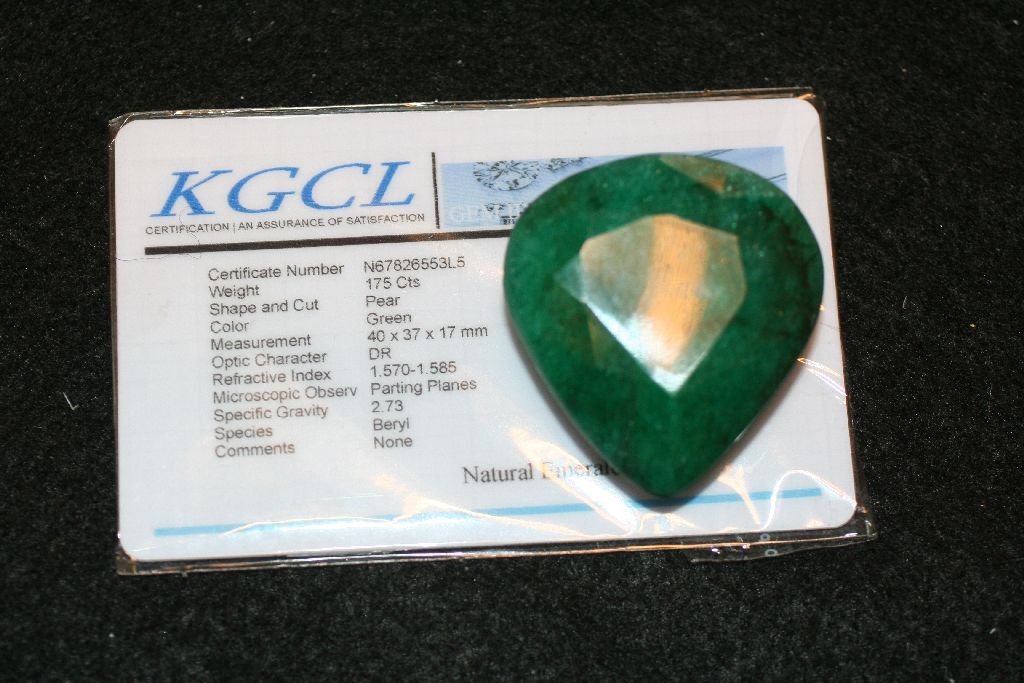 KGCL
CERTIFICATION | AN ASSURANCE OF SATISFACTION
Certificate Number N67826553L5
Weight 175 Cts
Shape and Cut Pear
Color Green
Measurement 40 x 37 x 17 mm
Optic Character DR
Refractive Index 1.570-1.585
Microscopic Observ Parting Planes
Specific Gravity 2.73
Species Beryl
Comments None
Natural